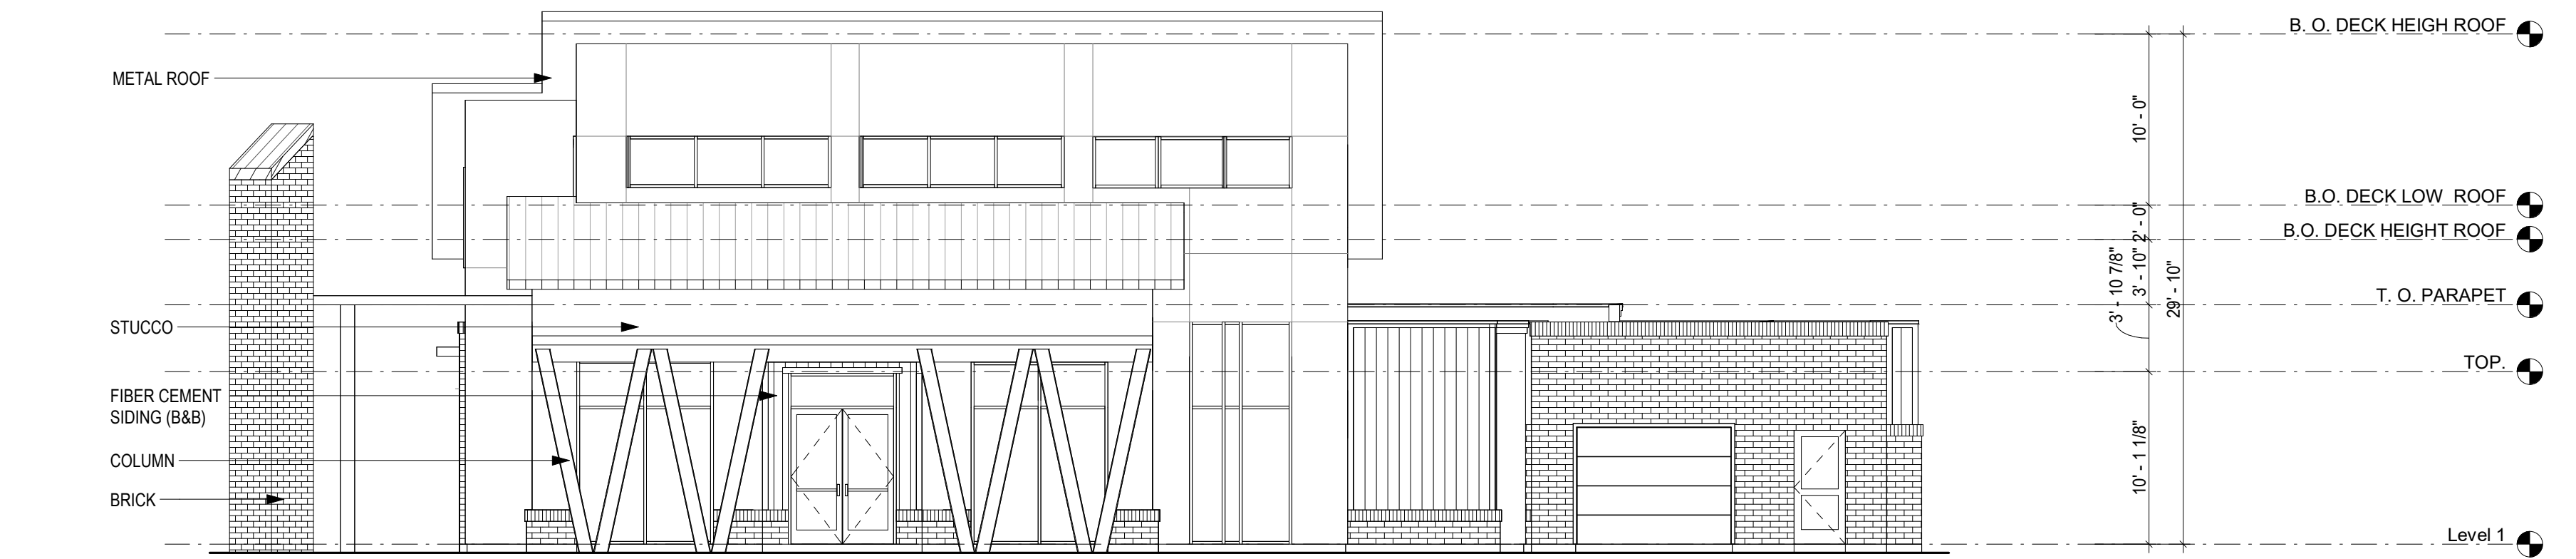 B. O. DECK HEIGH ROOF
METAL ROOF
10' - 0"
B.O. DECK LOW ROOF
2' - 0"
B.O. DECK HEIGHT ROOF
3' - 10"
3' - 10 7/8"
29' - 10"
T. O. PARAPET
STUCCO
TOP.
FIBER CEMENT
SIDING (B&B)
COLUMN
10' - 1 1/8"
BRICK
Level 1